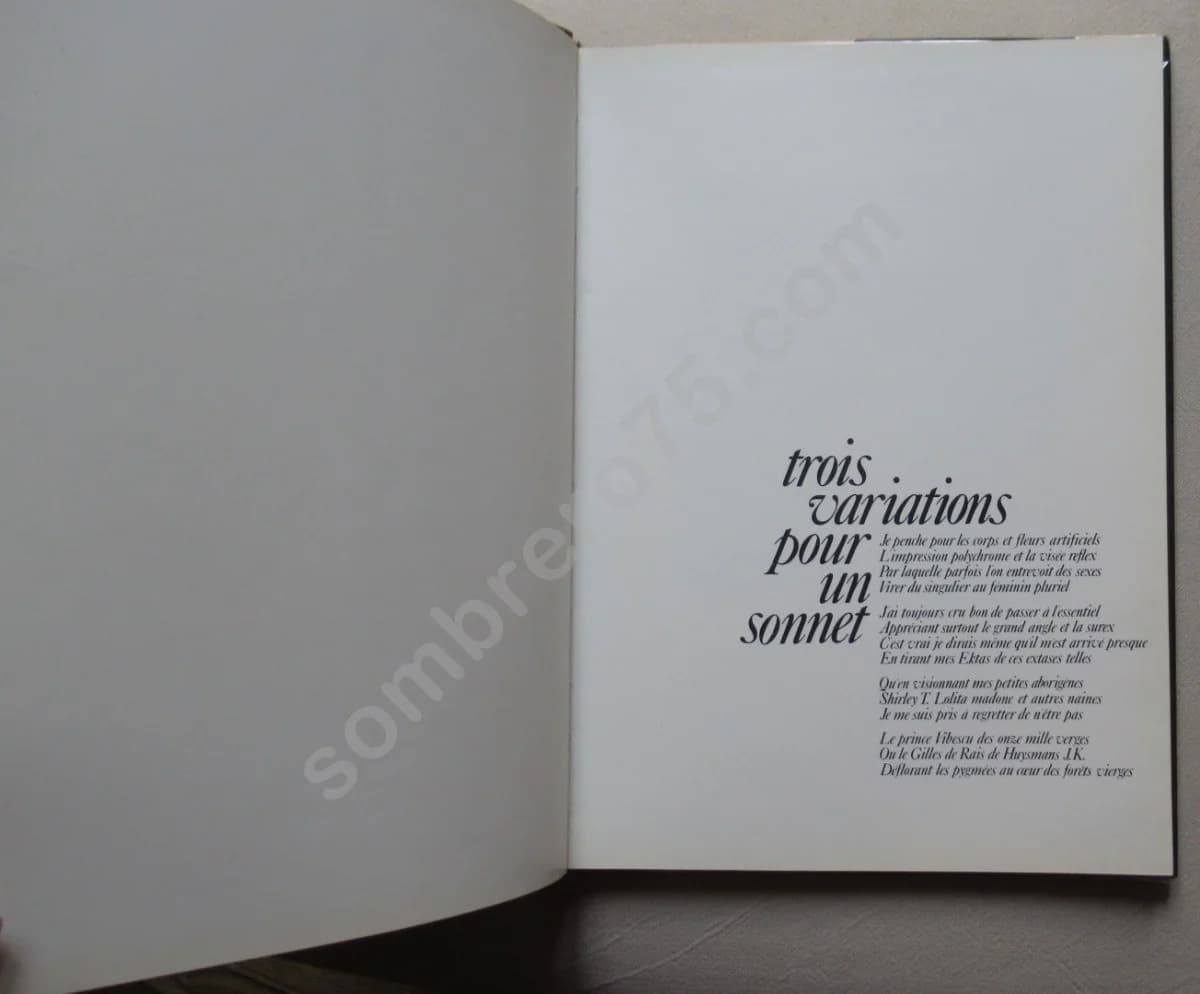 trois
variations
pour
un
sonnet
Je penche pour les corps et fleurs artificiels
L'impression polychrome et la visée reflex
Par laquelle parfois l'on entrevoit des sexes
Virer du singulier au féminin pluriel
J'ai toujours cru bon de passer à l'essentiel
Appréciant surtout le grand angle et la surex
C'est vrai je dirais même qu'il m'est arrivé presque
En tirant mes Ektas de ces extases telles
Qu'en visionnant mes petites aborigènes
Shirley T. Lolita madone et autres naines
Je me suis pris à regretter de n'être pas
Le prince Vibescu des onze mille verges
Ou le Gilles de Rais de Huysmans J.K.
Déflorant les pygmées au cœur des forêts vierges
sombrero75.com